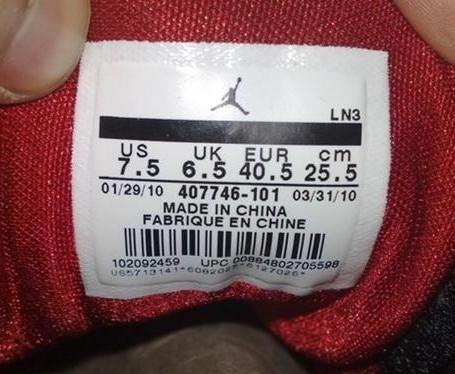 LN3
US UK EUR cm
7.5 6.5 40.5 25.5
01/29/10 407746-101 03/31/10
MADE IN CHINA
FABRIQUE EN CHINE
102092459 UPC 00884802705598